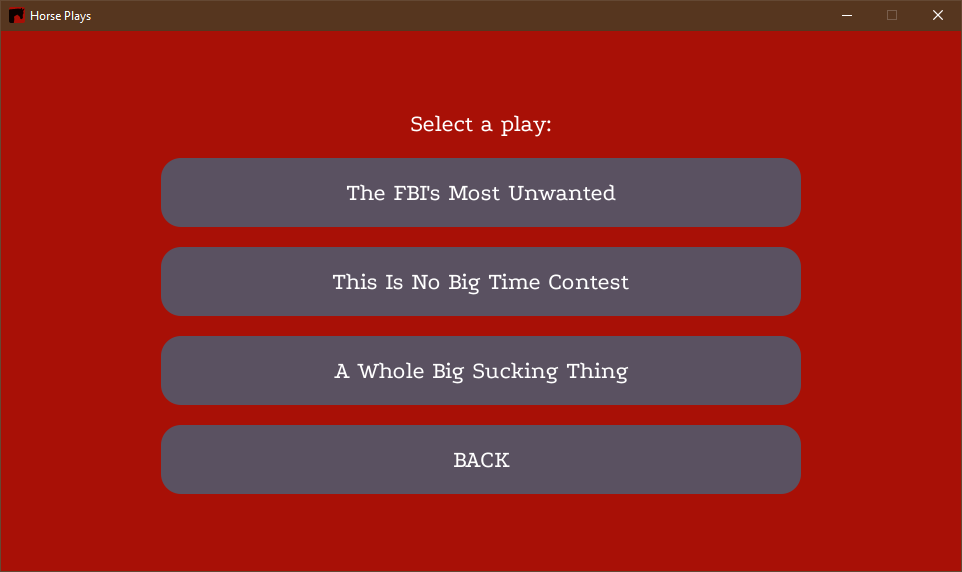 Horse Plays
Select a play:
The FBI's Most Unwanted
This Is No Big Time Contest
A Whole Big Sucking Thing
BACK